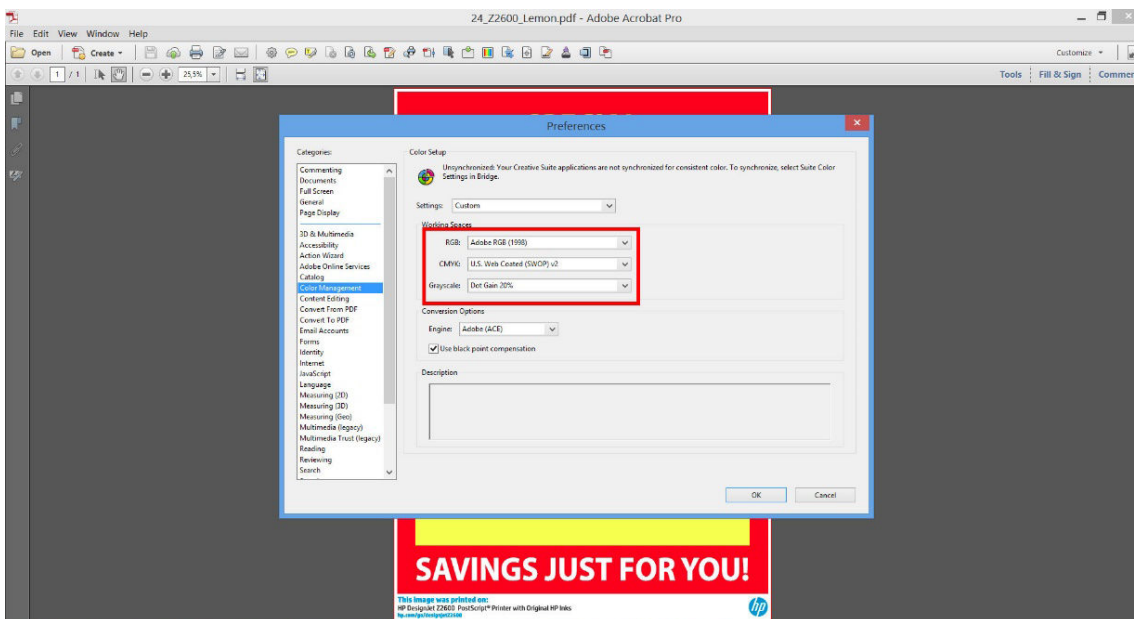 24_Z2600_Lemon.pdf - Adobe Acrobat Pro
File Edit View Window Help
Open Create Customize
1 / 1 25,5% Tools Fill & Sign Commen
Preferences
Categories:
Commenting
Documents
Full Screen
General
Page Display
3D & Multimedia
Accessibility
Action Wizard
Adobe Online Services
Catalog
Color Management
Content Editing
Convert From PDF
Convert To PDF
Email Accounts
Forms
Identity
Internet
JavaScript
Language
Measuring (2D)
Measuring (3D)
Measuring (Geo)
Multimedia (legacy)
Multimedia Trust (legacy)
Reading
Reviewing
Search
Color Setup
Unsynchronized: Your Creative Suite applications are not synchronized for consistent color. To synchronize, select Suite Color
Settings in Bridge.
Settings: Custom
Working Spaces
RGB: Adobe RGB (1998)
CMYK: U.S. Web Coated (SWOP) v2
Grayscale: Dot Gain 20%
Conversion Options
Engine: Adobe (ACE)
Use black point compensation
Description
OK Cancel
SAVINGS JUST FOR YOU!
This image was printed on:
HP DesignJet Z2600 PostScript® Printer with Original HP Inks
hp.com/go/designjetZ2600
hp